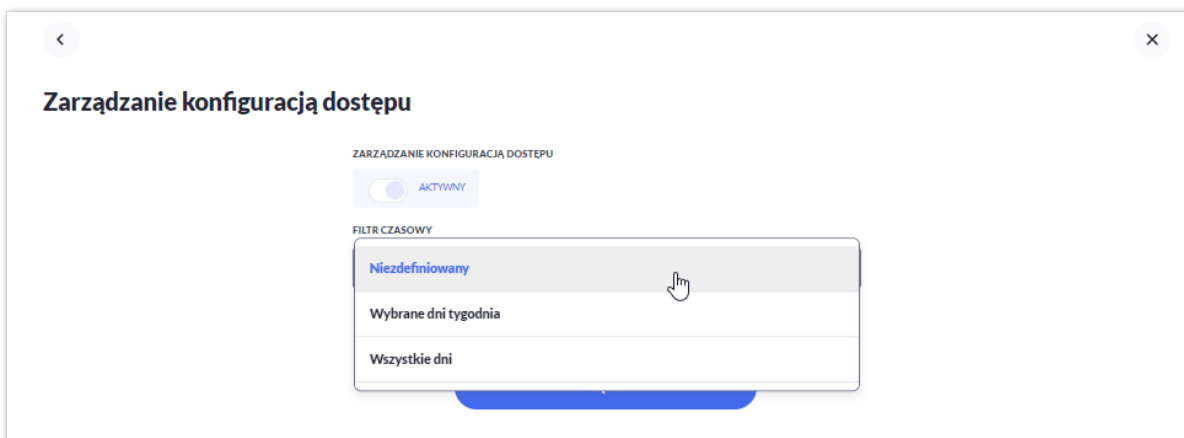 Zarządzanie konfiguracją dostępu
ZARZĄDZANIE KONFIGURACJĄ DOSTĘPU
AKTYWNY
FILTR CZASOWY
Niezdefiniowany
Wybrane dni tygodnia
Wszystkie dni